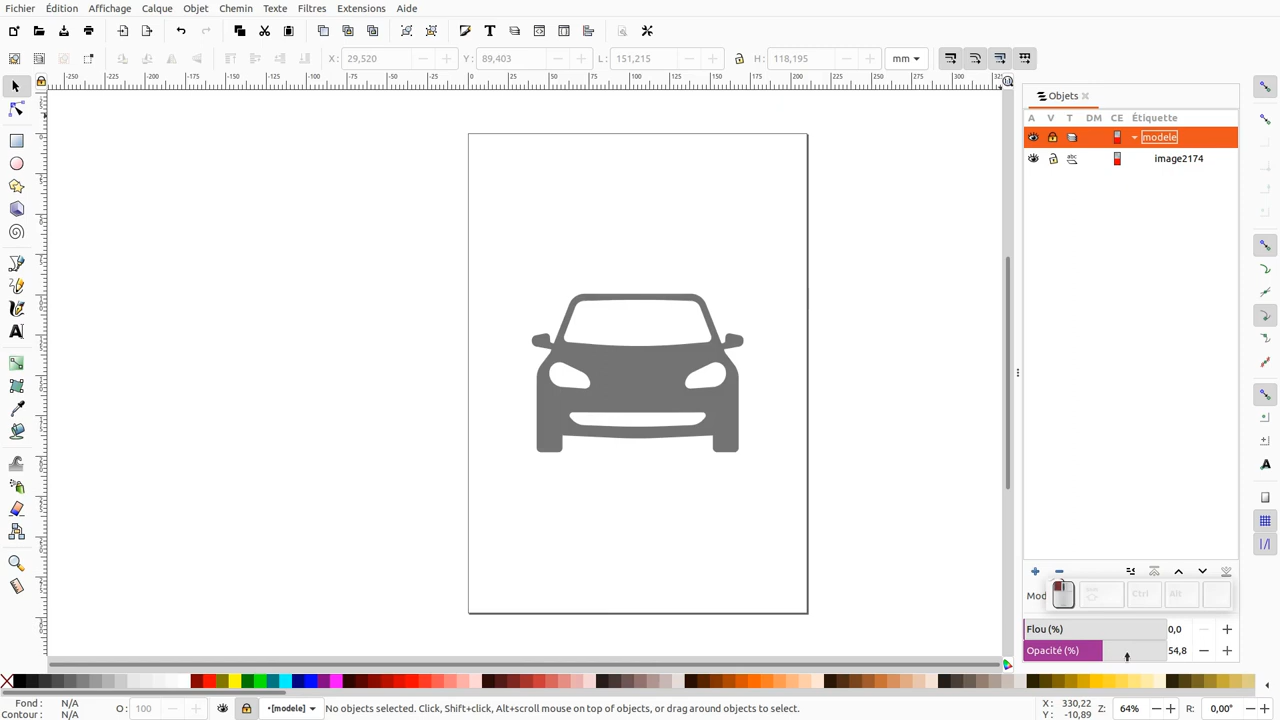 Fichier Édition Affichage Calque Objet Chemin Texte Filtres Extensions Aide
X : 29,520 Y : 89,403 L : 151,215 H : 118,195 mm
Objets
A V T DM CE Étiquette
modele
image2174
Mod
Ctrl Alt
Flou (%) 0,0
Opacité (%) 54,8
Fond : N/A
Contour : N/A
O : 100
•[modele]
No objects selected. Click, Shift+click, Alt+scroll mouse on top of objects, or drag around objects to select.
X : 330,22
Y : -10,89
Z : 64%
R : 0,00°